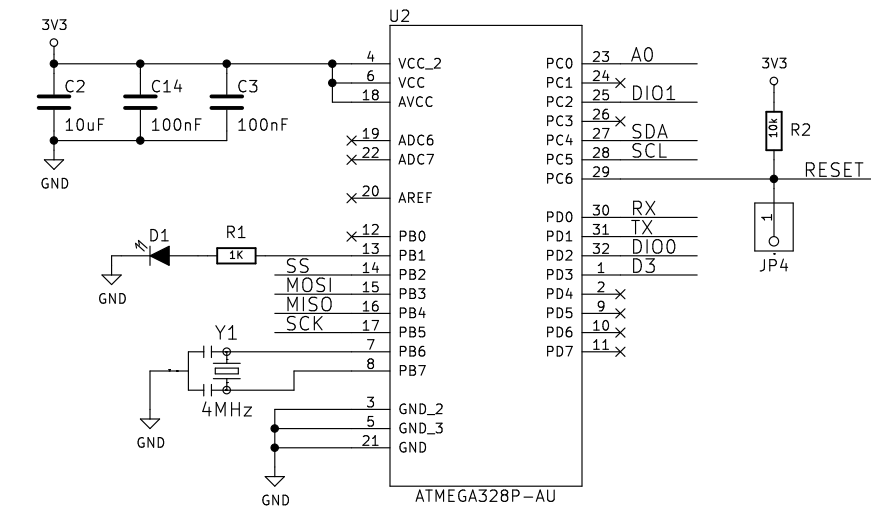 U2
3V3
4 VCC_2
6 VCC
18 AVCC
C2
10uF
C14
100nF
C3
100nF
GND
19 ADC6
22 ADC7
20 AREF
12 PB0
13 PB1
D1
R1
1K
GND
SS 14 PB2
MOSI 15 PB3
MISO 16 PB4
SCK 17 PB5
Y1
7 PB6
8 PB7
4MHz
GND
3 GND_2
5 GND_3
21 GND
GND
PC0 23 A0
PC1 24
PC2 25 DIO1
PC3 26
PC4 27 SDA
PC5 28 SCL
PC6 29
PD0 30 RX
PD1 31 TX
PD2 32 DIO0
PD3 1 D3
PD4 2
PD5 9
PD6 10
PD7 11
3V3
10k
R2
RESET
1
JP4
ATMEGA328P-AU